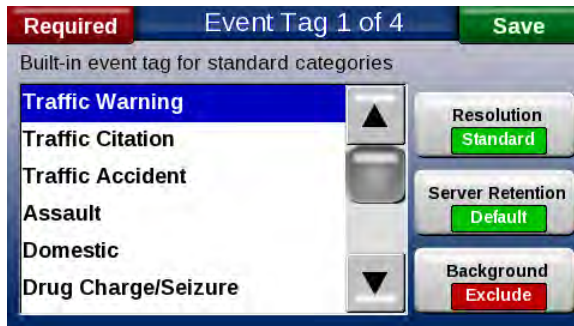 Required
Event Tag 1 of 4
Save
Built-in event tag for standard categories
Traffic Warning
Traffic Citation
Traffic Accident
Assault
Domestic
Drug Charge/Seizure
Resolution
Standard
Server Retention
Default
Background
Exclude